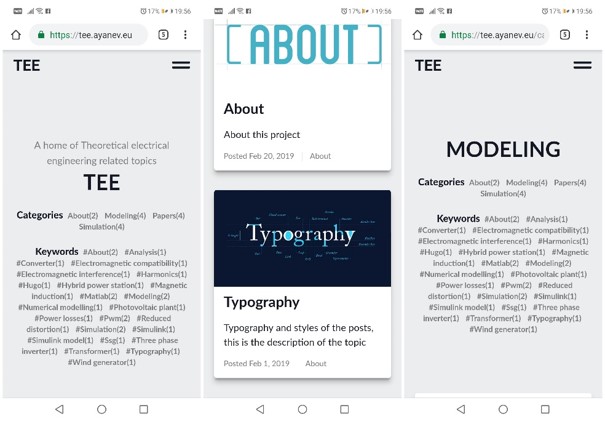 17% 19:56
https://tee.ayanev.eu
5
TEE
A home of Theoretical electrical
engineering related topics
TEE
Categories About(2) Modeling(4) Papers(4)
Simulation(4)
Keywords #About(2) #Analysis(1)
#Converter(1) #Electromagnetic compatibility(1)
#Electromagnetic interference(1) #Harmonics(1)
#Hugo(1) #Hybrid power station(1) #Magnetic
induction(1) #Matlab(2) #Modeling(2)
#Numerical modelling(1) #Photovoltaic plant(1)
#Power losses(1) #Pwm(2) #Reduced
distortion(1) #Simulation(2) #Simulink(1)
#Simulink model(1) #Ssg(1) #Three phase
inverter(1) #Transformer(1) #Typography(1)
#Wind generator(1)
17% 19:56
[ABOUT]
About
About this project
Posted Feb 20, 2019 About
Typography
Typography
Typography and styles of the posts,
this is the description of the topic
Posted Feb 1, 2019 About
17% 19:56
https://tee.ayanev.eu/ca
5
TEE
MODELING
Categories About(2) Modeling(4) Papers(4)
Simulation(4)
Keywords #About(2) #Analysis(1)
#Converter(1) #Electromagnetic compatibility(1)
#Electromagnetic interference(1) #Harmonics(1)
#Hugo(1) #Hybrid power station(1) #Magnetic
induction(1) #Matlab(2) #Modeling(2)
#Numerical modelling(1) #Photovoltaic plant(1)
#Power losses(1) #Pwm(2) #Reduced
distortion(1) #Simulation(2) #Simulink(1)
#Simulink model(1) #Ssg(1) #Three phase
inverter(1) #Transformer(1) #Typography(1)
#Wind generator(1)